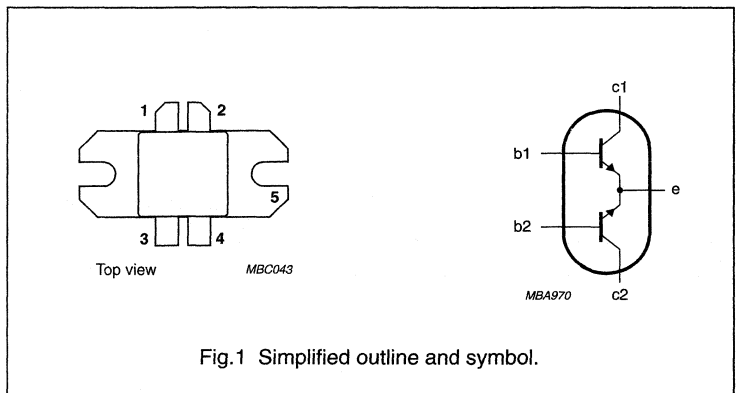 1
2
5
3
4
Top view
MBC043
c1
b1
e
b2
MBA970
c2
Fig.1 Simplified outline and symbol.